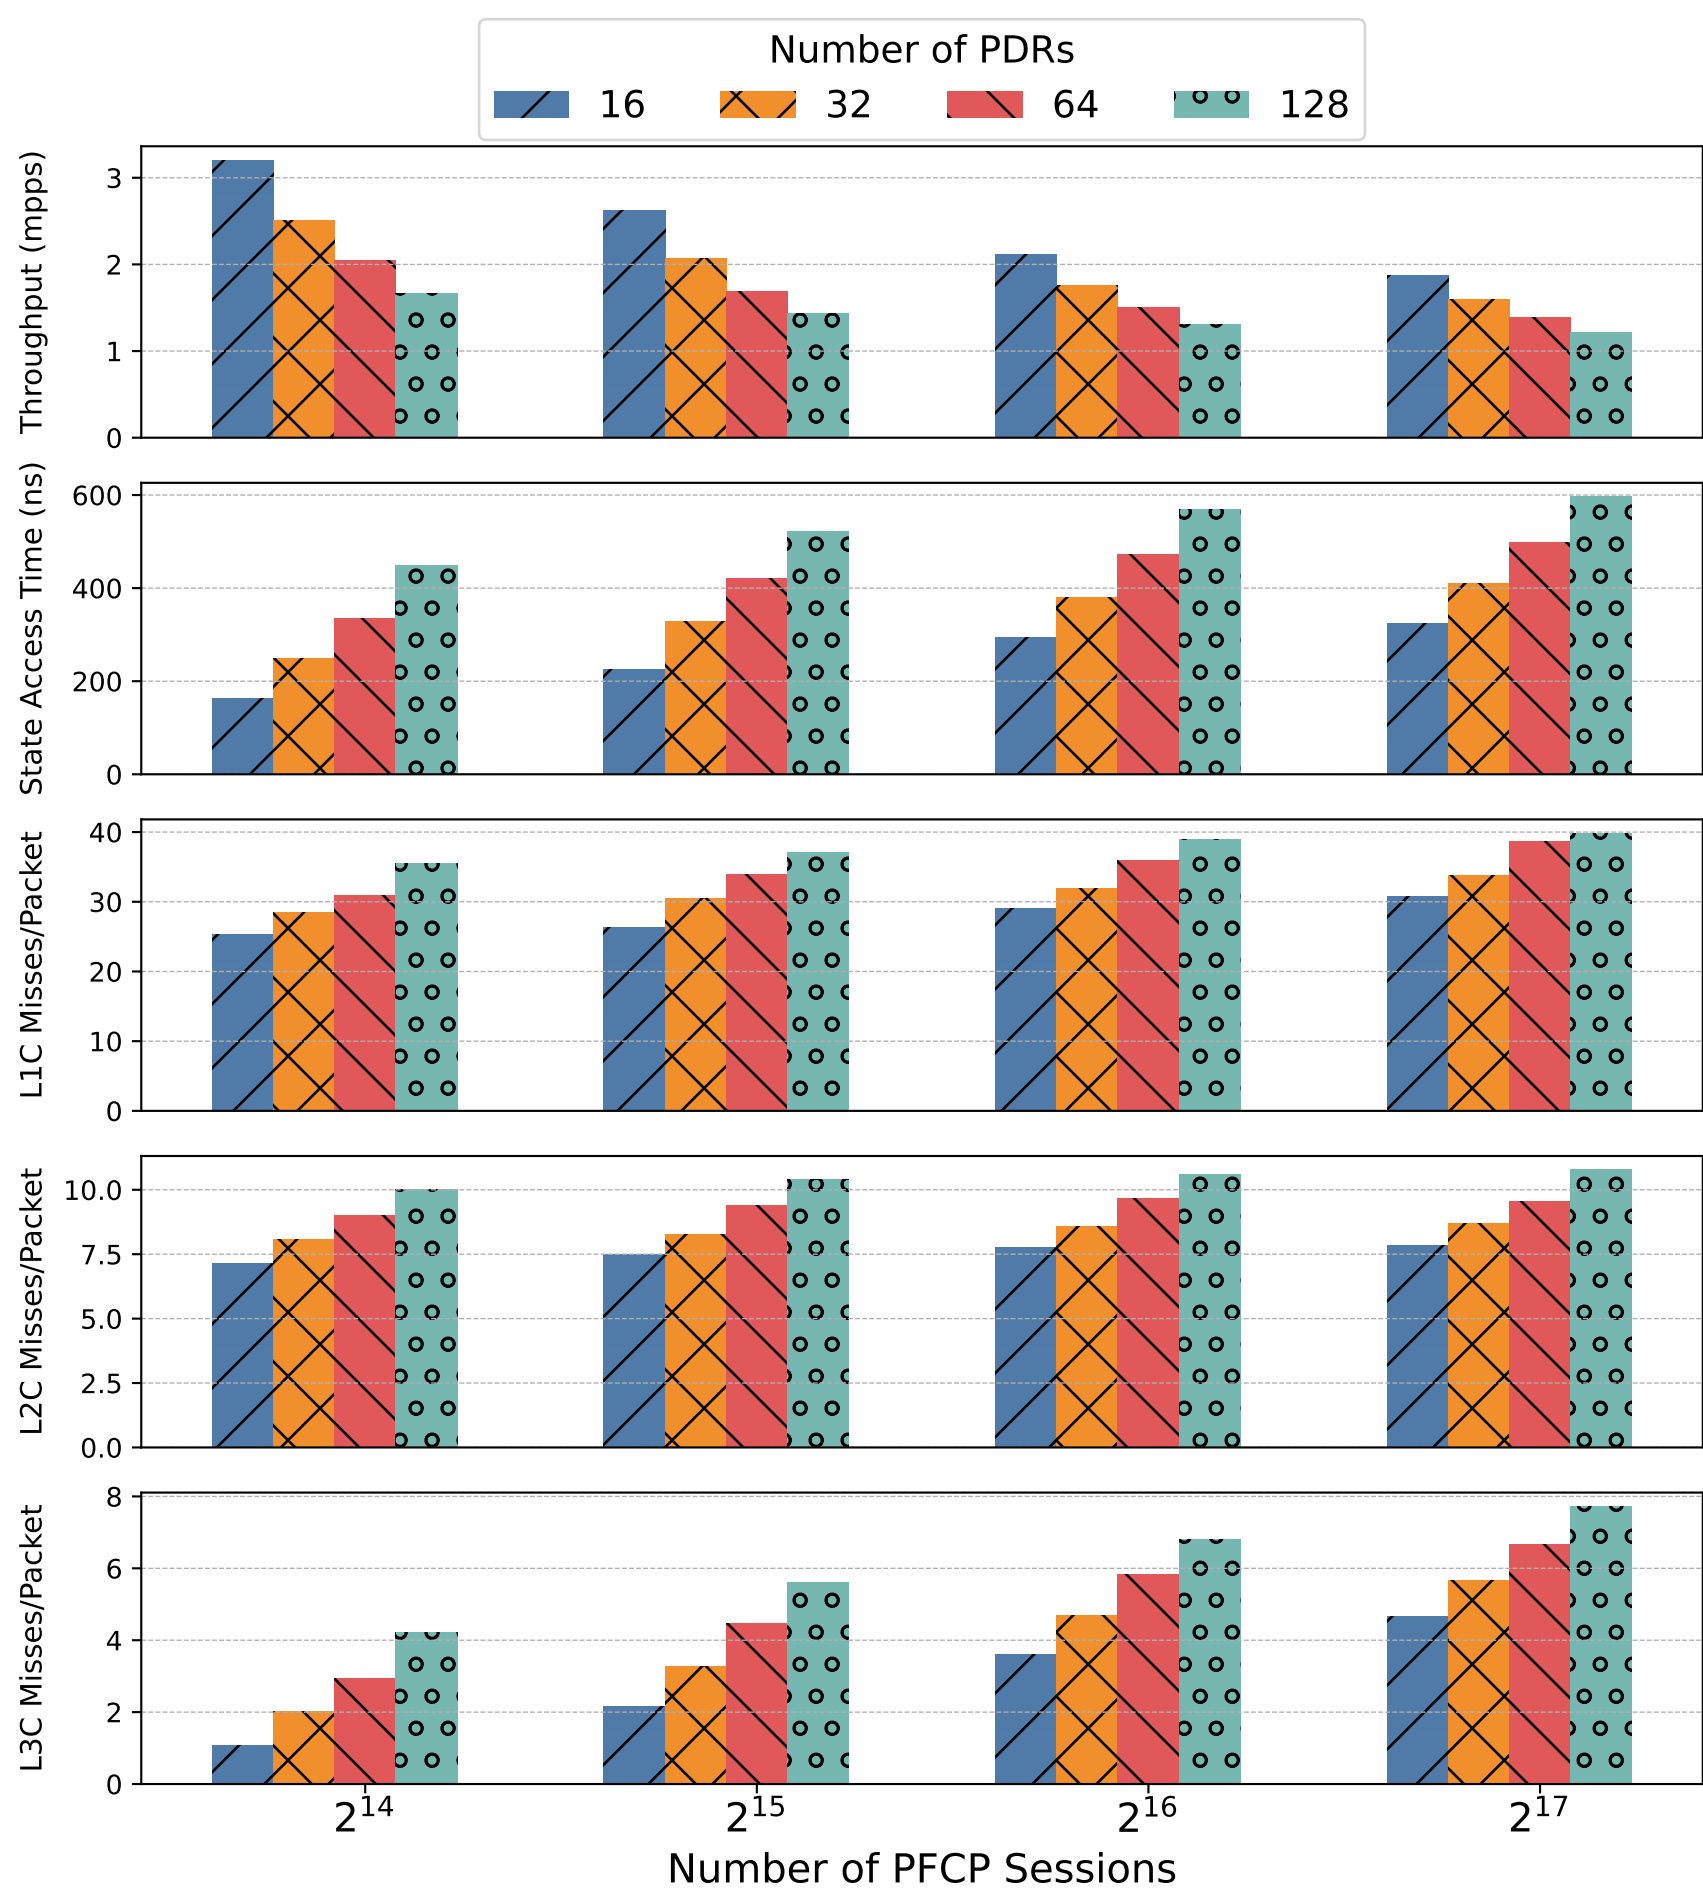 Number of PDRs
16 32 64 128
Throughput (mpps)
3
2
1
0
State Access Time (ns)
600
400
200
0
L1C Misses/Packet
40
30
20
10
0
L2C Misses/Packet
10.0
7.5
5.0
2.5
0.0
L3C Misses/Packet
8
6
4
2
0
2^14 2^15 2^16 2^17
Number of PFCP Sessions